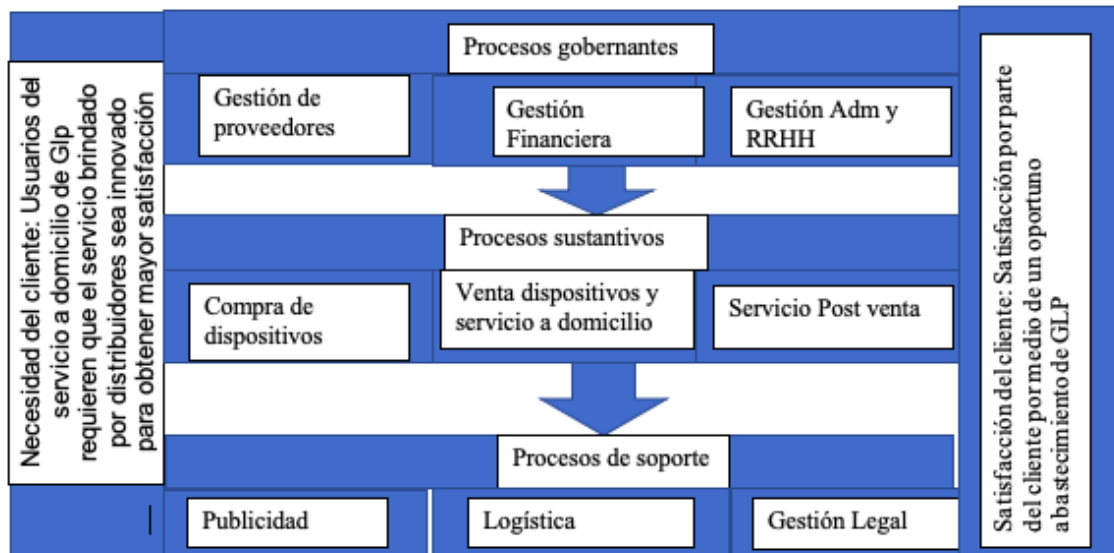 Necesidad del cliente: Usuarios del
servicio a domicilio de Glp
requieren que el servicio brindado
por distribuidores sea innovado
para obtener mayor satisfacción
Procesos gobernantes
Gestión de
proveedores
Gestión
Financiera
Gestión Adm y
RRHH
Procesos sustantivos
Compra de
dispositivos
Venta dispositivos y
servicio a domicilio
Servicio Post venta
Procesos de soporte
Publicidad
Logística
Gestión Legal
Satisfacción del cliente: Satisfacción por parte
del cliente por medio de un oportuno
abastecimiento de GLP